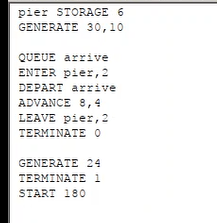 pier STORAGE 6
GENERATE 30,10
QUEUE arrive
ENTER pier,2
DEPART arrive
ADVANCE 8,4
LEAVE pier,2
TERMINATE 0
GENERATE 24
TERMINATE 1
START 180